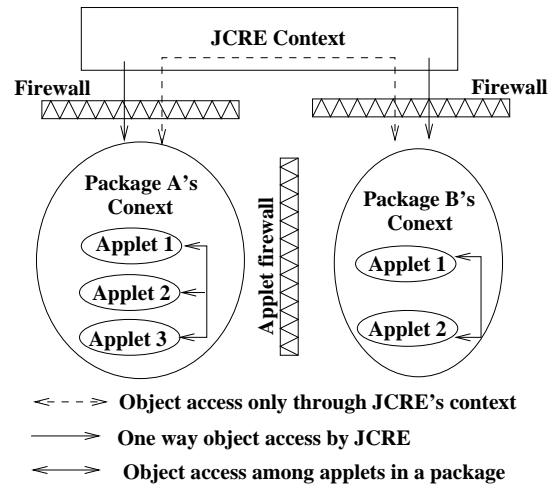 JCRE Context
Firewall
Firewall
Package A's
Conext
Applet 1
Applet 2
Applet 3
Applet firewall
Package B's
Conext
Applet 1
Applet 2
Object access only through JCRE's context
One way object access by JCRE
Object access among applets in a package